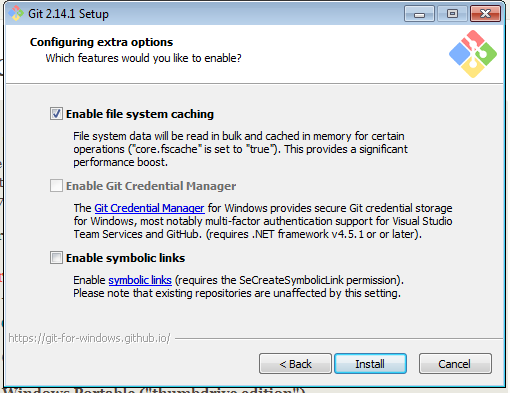 Git 2.14.1 Setup
Configuring extra options
Which features would you like to enable?
Enable file system caching
File system data will be read in bulk and cached in memory for certain
operations ("core.fscache" is set to "true"). This provides a significant
performance boost.
Enable Git Credential Manager
The Git Credential Manager for Windows provides secure Git credential storage
for Windows, most notably multi-factor authentication support for Visual Studio
Team Services and GitHub. (requires .NET framework v4.5.1 or or later).
Enable symbolic links
Enable symbolic links (requires the SeCreateSymbolicLink permission).
Please note that existing repositories are unaffected by this setting.
https://git-for-windows.github.io/
< Back
Install
Cancel
Windows Portable ("thumbdrive edition")